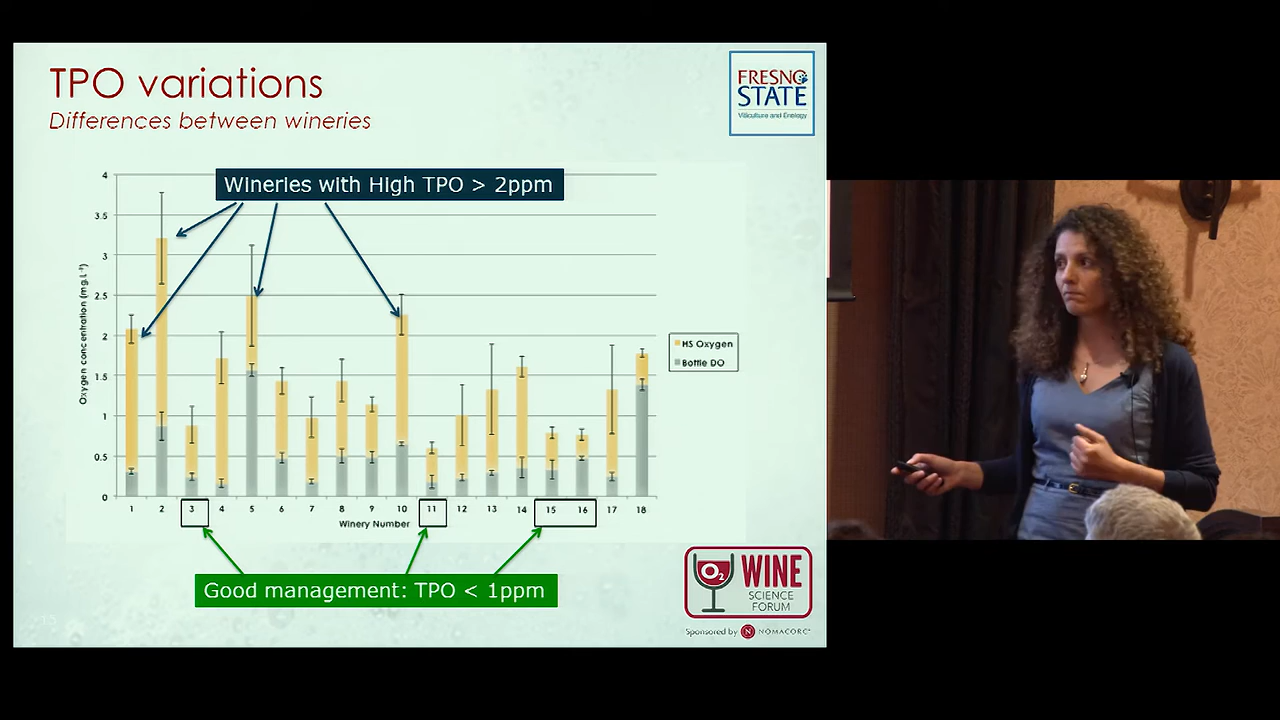 TPO variations
Differences between wineries
FRESNO
STATE
Viticulture and Enology
Wineries with High TPO > 2ppm
4
3.5
3
2.5
2
1.5
1
0.5
0
Oxygen concentration (mg.L⁻¹)
HS Oxygen
Bottle DO
1 2 3 4 5 6 7 8 9 10 11 12 13 14 15 16 17 18
Winery Number
Good management: TPO < 1ppm
O2 WINE
SCIENCE
FORUM
Sponsored by N NOMACORC